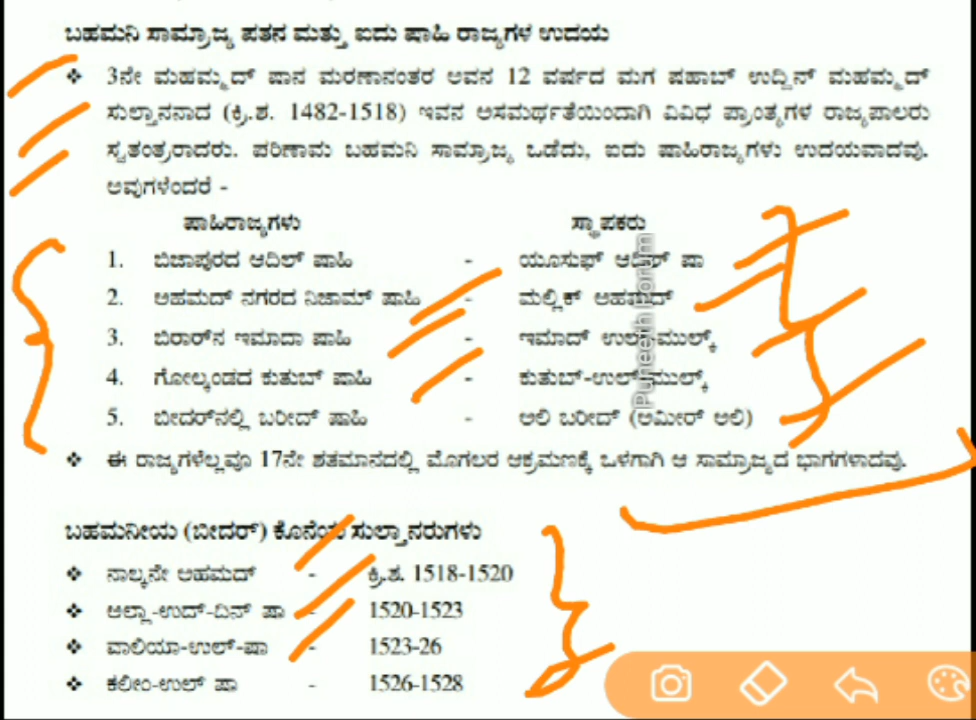 ಬಹಮನಿ ಸಾಮ್ರಾಜ್ಯ ಪತನ ಮತ್ತು ಐದು ಷಾಹಿ ರಾಜ್ಯಗಳ ಉದಯ
❖ 3ನೇ ಮಹಮ್ಮದ್ ಷಾನ ಮರಣಾನಂತರ ಅವನ 12 ವರ್ಷದ ಮಗ ಷಹಾಬ್ ಉದ್ದಿನ್ ಮಹಮ್ಮದ್
ಸುಲ್ತಾನನಾದ (ಕ್ರಿ.ಶ. 1482-1518) ಇವನ ಅಸಮರ್ಥತೆಯಿಂದಾಗಿ ವಿವಿಧ ಪ್ರಾಂತ್ಯಗಳ ರಾಜ್ಯಪಾಲರು
ಸ್ವತಂತ್ರರಾದರು. ಪರಿಣಾಮ ಬಹಮನಿ ಸಾಮ್ರಾಜ್ಯ ಒಡೆದು, ಐದು ಷಾಹಿರಾಜ್ಯಗಳು ಉದಯವಾದವು.
ಅವುಗಳೆಂದರೆ -
ಷಾಹಿರಾಜ್ಯಗಳು ಸ್ಥಾಪಕರು
1. ಬಿಜಾಪುರದ ಆದಿಲ್ ಷಾಹಿ - ಯೂಸುಫ್ ಆದಿಲ್ ಷಾ
2. ಅಹಮದ್ ನಗರದ ನಿಜಾಮ್ ಷಾಹಿ - ಮಲ್ಲಿಕ್ ಅಹಮದ್
3. ಬಿರಾರ್‌ನ ಇಮಾದಾ ಷಾಹಿ - ಇಮಾದ್ ಉಲ್-ಮುಲ್ಕ್
4. ಗೋಲ್ಕಂಡದ ಕುತುಬ್ ಷಾಹಿ - ಕುತುಬ್-ಉಲ್-ಮುಲ್ಕ್
5. ಬೀದರ್‌ನಲ್ಲಿ ಬರೀದ್ ಷಾಹಿ - ಅಲಿ ಬರೀದ್ (ಅಮೀರ್ ಅಲಿ)
❖ ಈ ರಾಜ್ಯಗಳೆಲ್ಲವೂ 17ನೇ ಶತಮಾನದಲ್ಲಿ ಮೊಗಲರ ಆಕ್ರಮಣಕ್ಕೆ ಒಳಗಾಗಿ ಆ ಸಾಮ್ರಾಜ್ಯದ ಭಾಗಗಳಾದವು.
ಬಹಮನೀಯ (ಬೀದರ್) ಕೊನೆಯ ಸುಲ್ತಾನರುಗಳು
❖ ನಾಲ್ಕನೇ ಅಹಮದ್ - ಕ್ರಿ.ಶ. 1518-1520
❖ ಅಲ್ಲಾ-ಉದ್-ದಿನ್ ಷಾ - 1520-1523
❖ ವಾಲಿಯಾ-ಉಲ್-ಷಾ - 1523-26
❖ ಕಲೀಂ-ಉಲ್ ಷಾ - 1526-1528